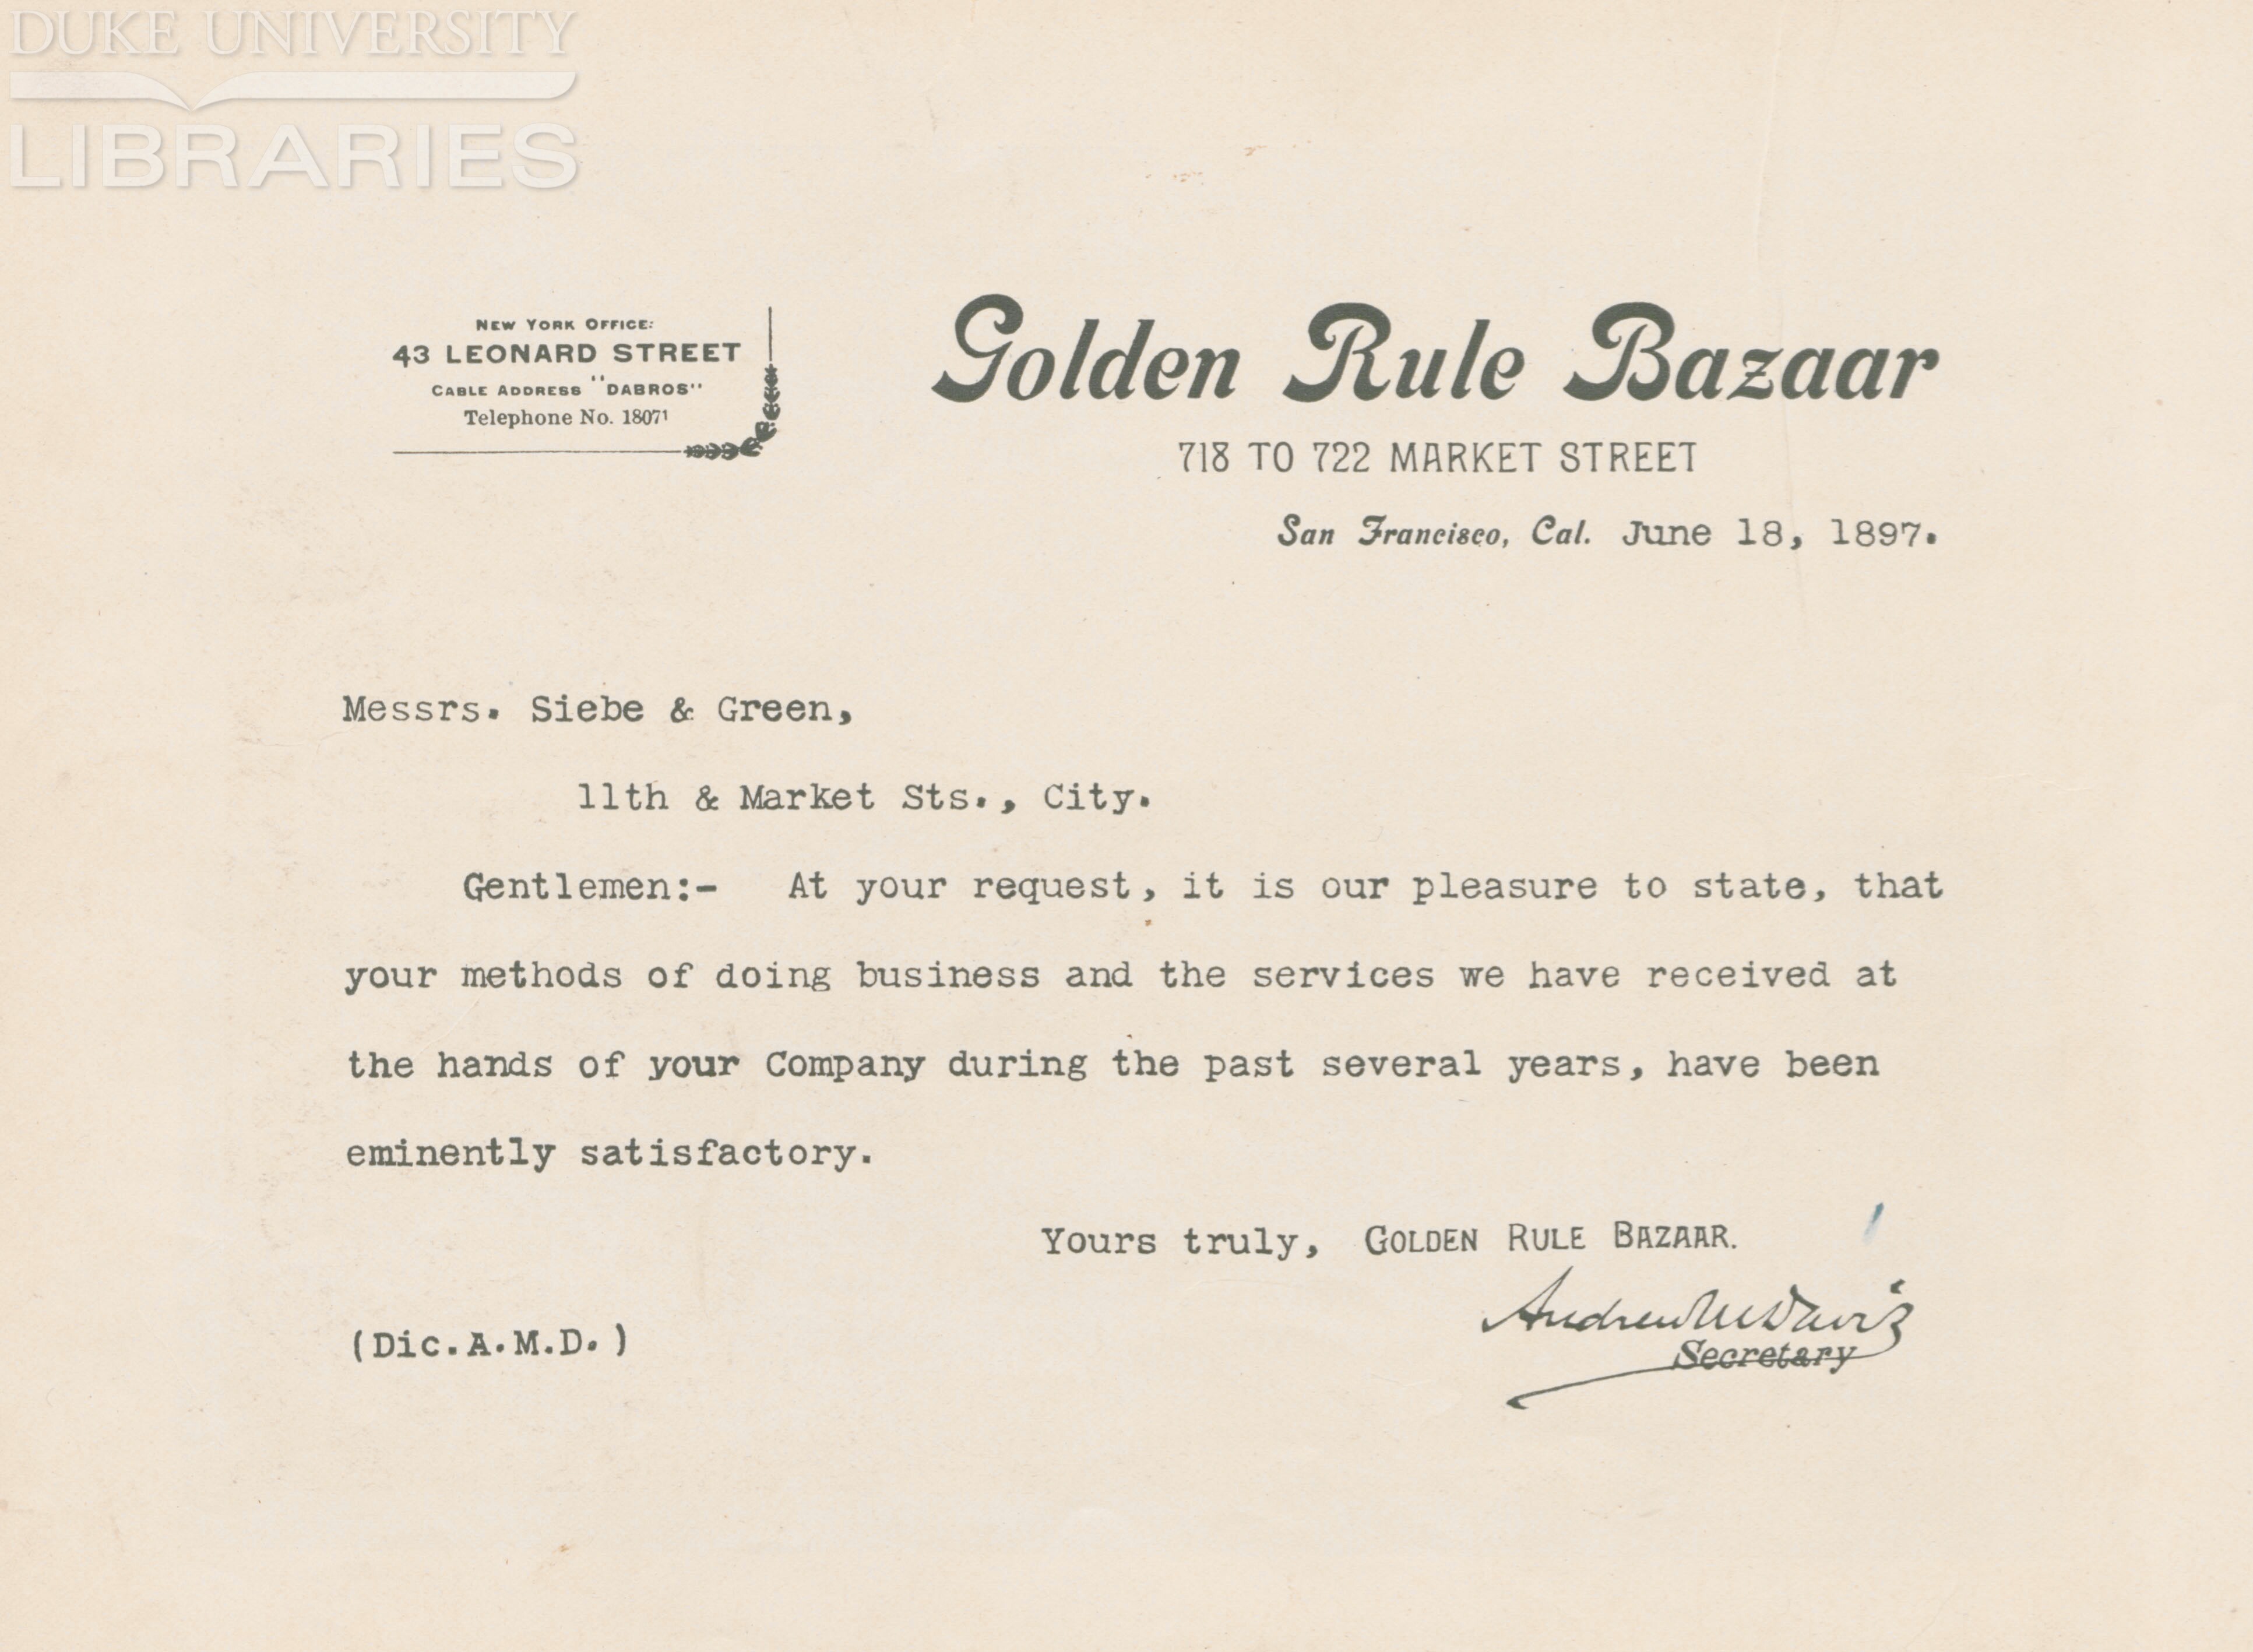 DUKE UNIVERSITY
LIBRARIES
NEW YORK OFFICE:
43 LEONARD STREET
CABLE ADDRESS "DABROS"
Telephone No. 1807¹
Golden Rule Bazaar
718 TO 722 MARKET STREET
San Francisco, Cal. June 18, 1897.
Messrs. Siebe & Green,
11th & Market Sts., City.
Gentlemen:- At your request, it is our pleasure to state, that
your methods of doing business and the services we have received at
the hands of your Company during the past several years, have been
eminently satisfactory.
Yours truly, GOLDEN RULE BAZAAR.
Andrew M Davis
Secretary
(Dic.A.M.D.)